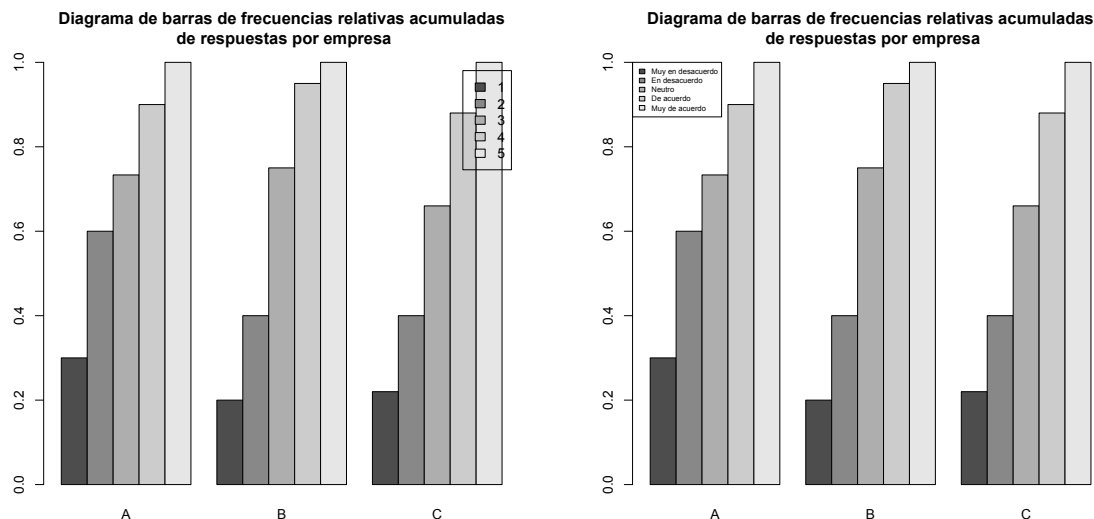 Diagrama de barras de frecuencias relativas acumuladas
de respuestas por empresa
1.0
0.8
0.6
0.4
0.2
0.0
1
2
3
4
5
A B C
Diagrama de barras de frecuencias relativas acumuladas
de respuestas por empresa
1.0
0.8
0.6
0.4
0.2
0.0
Muy en desacuerdo
En desacuerdo
Neutro
De acuerdo
Muy de acuerdo
A B C